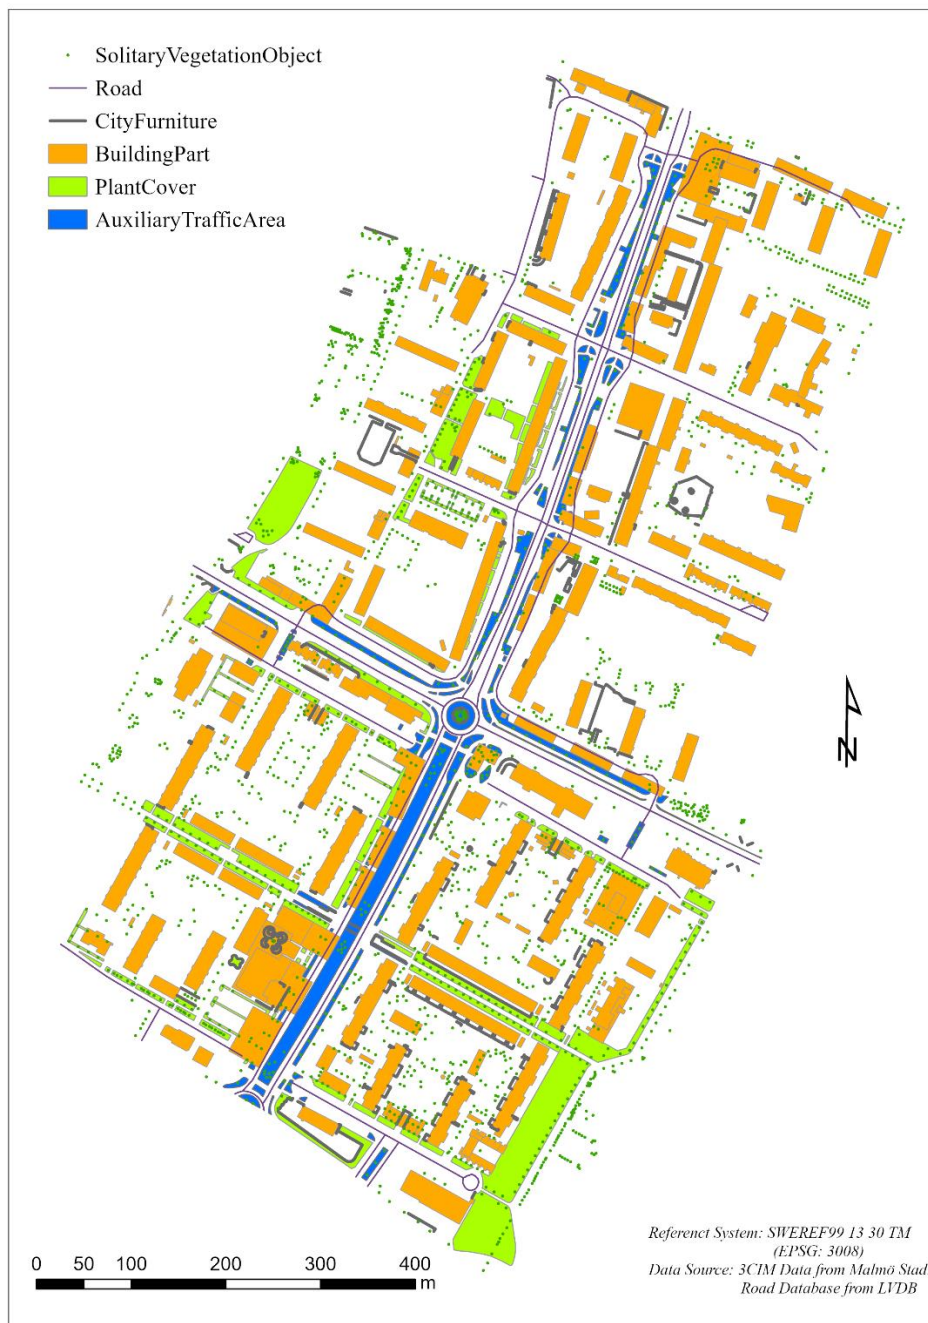 SolitaryVegetationObject
Road
CityFurniture
BuildingPart
PlantCover
AuxiliaryTrafficArea
N
Referenct System: SWEREF99 13 30 TM
(EPSG: 3008)
Data Source: 3CIM Data from Malmö Stad
Road Database from LVDB
0 100 200 300 400
m